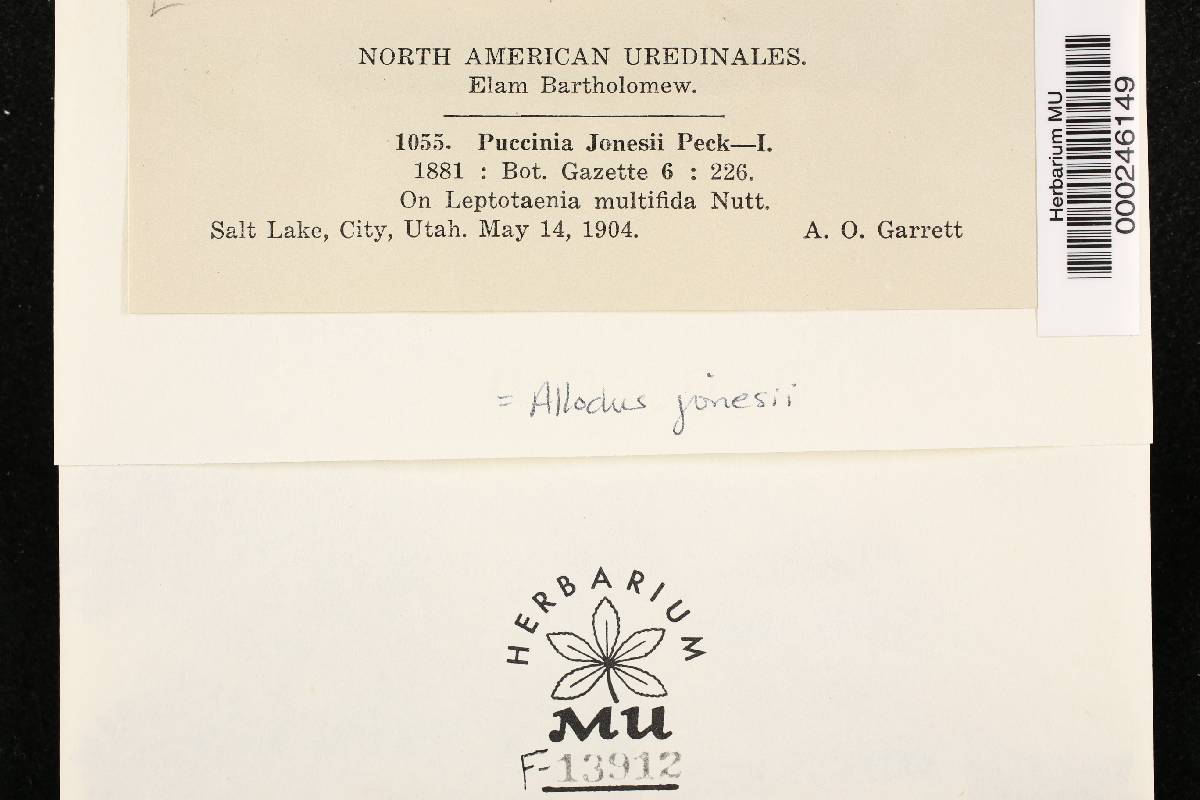 NORTH AMERICAN UREDINALES.
Elam Bartholomew.
1055. Puccinia Jonesii Peck—I.
1881 : Bot. Gazette 6 : 226.
On Leptotaenia multifida Nutt.
Salt Lake, City, Utah. May 14, 1904. A. O. Garrett
Herbarium MU
000246149
= Allodus jonesii
HERBARIUM
MU
F-13912